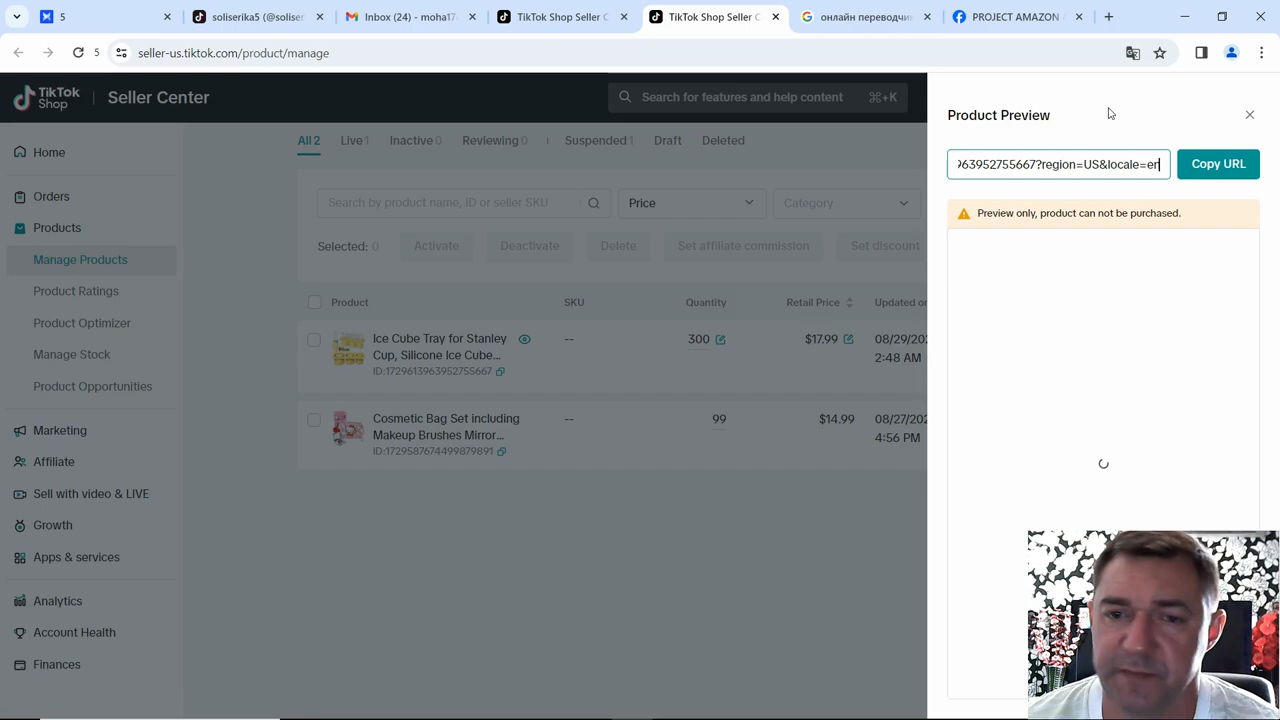 5
soliserika5 (@soliser
Inbox (24) - moha17
TikTok Shop Seller C
TikTok Shop Seller C
онлайн переводчи
PROJECT AMAZON
5
seller-us.tiktok.com/product/manage
TikTok Shop
Seller Center
Search for features and help content
⌘+K
Home
Orders
Products
Manage Products
Product Ratings
Product Optimizer
Manage Stock
Product Opportunities
Marketing
Affiliate
Sell with video & LIVE
Growth
Apps & services
Analytics
Account Health
Finances
All 2 Live 1 Inactive 0 Reviewing 0 Suspended 1 Draft Deleted
Search by product name, ID or seller SKU
Price
Category
Selected: 0 Activate Deactivate Delete Set affiliate commission Set discount
Product SKU Quantity Retail Price Updated on
Ice Cube Tray for Stanley -- 300 $17.99 08/29/202
Cup, Silicone Ice Cube... 2:48 AM
ID:1729613963952755667
Cosmetic Bag Set including -- 99 $14.99 08/27/202
Makeup Brushes Mirror... 4:56 PM
ID:1729587674499879891
Product Preview
963952755667?region=US&locale=en
Copy URL
Preview only, product can not be purchased.